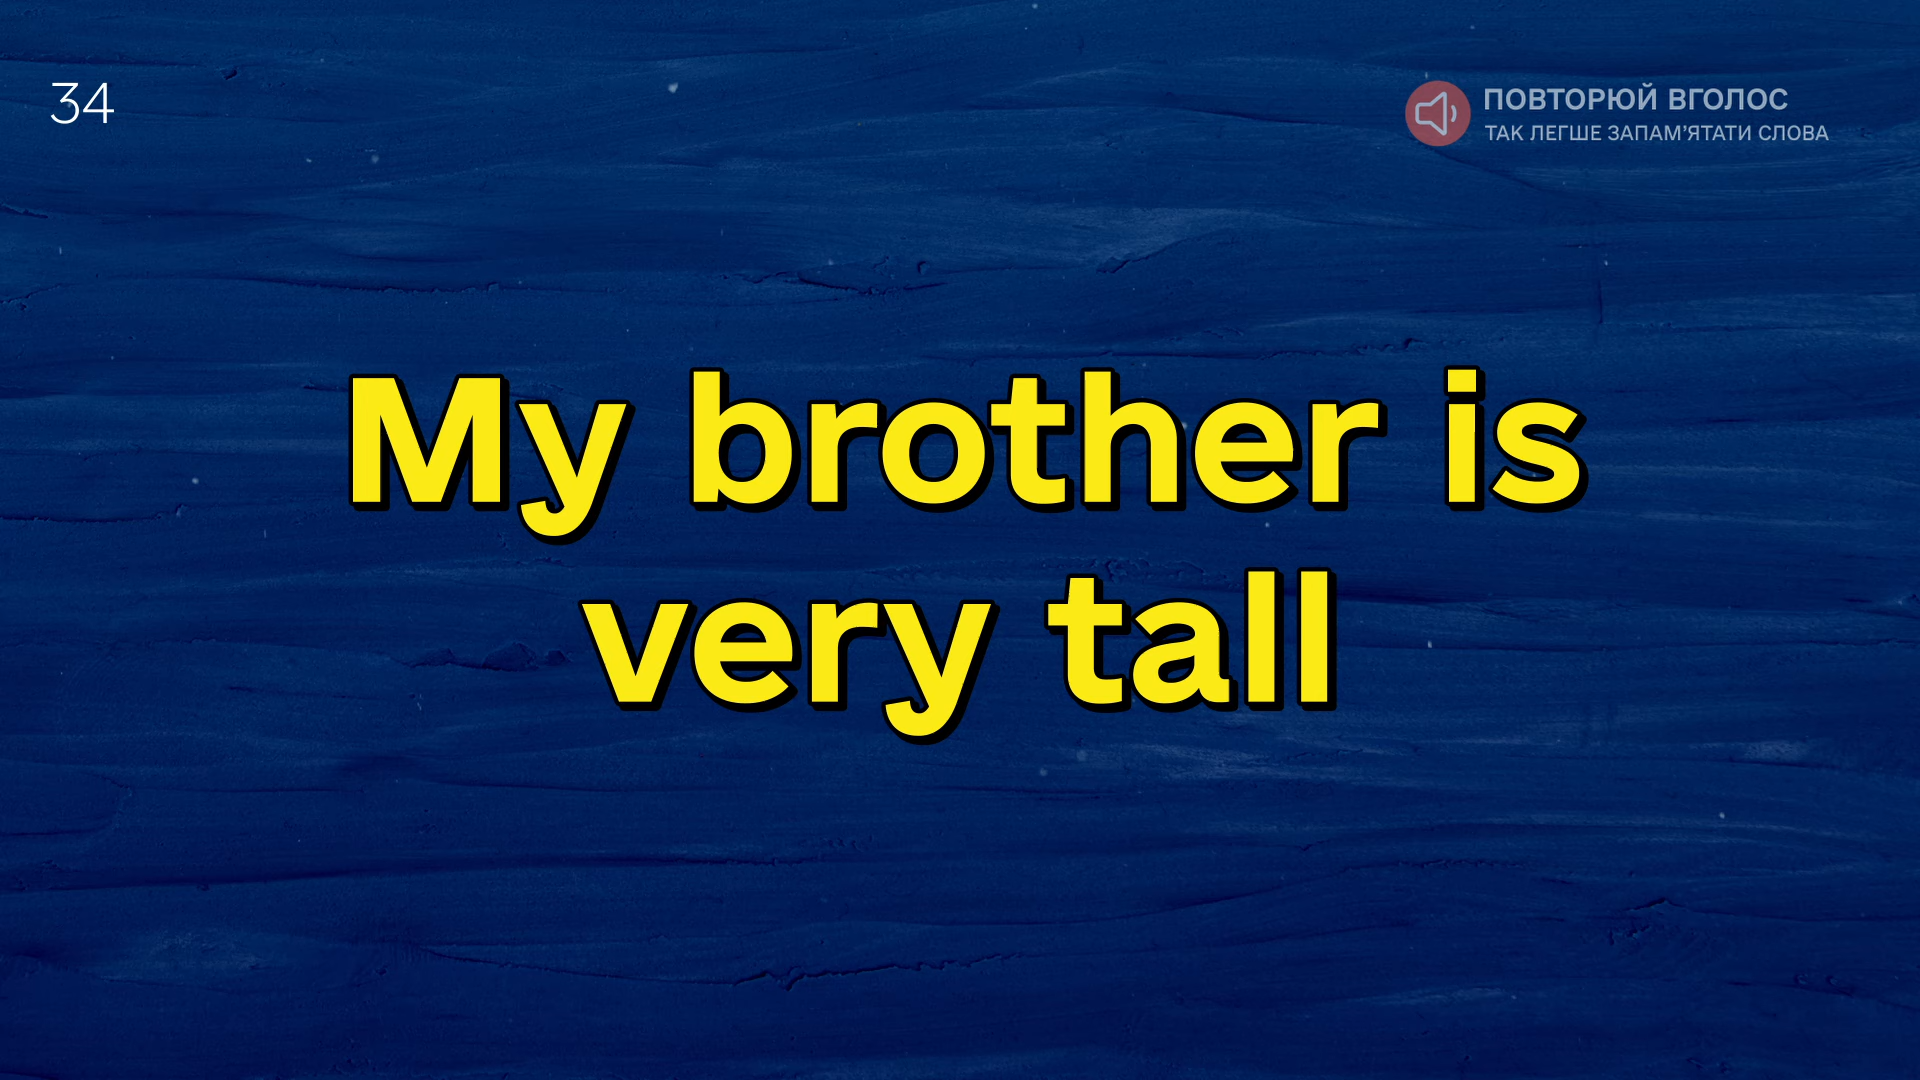 34
ПОВТОРЮЙ ВГОЛОС
ТАК ЛЕГШЕ ЗАПАМ'ЯТАТИ СЛОВА
My brother is
very tall